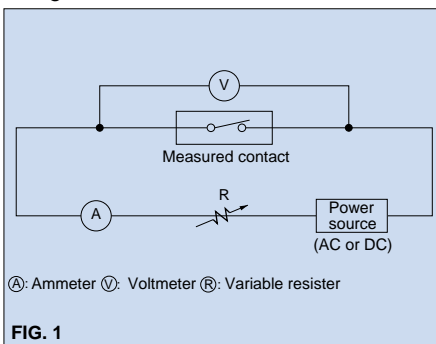 V
Measured contact
R
A
Power
source
(AC or DC)
Ⓐ: Ammeter Ⓥ: Voltmeter Ⓡ: Variable resister
FIG. 1